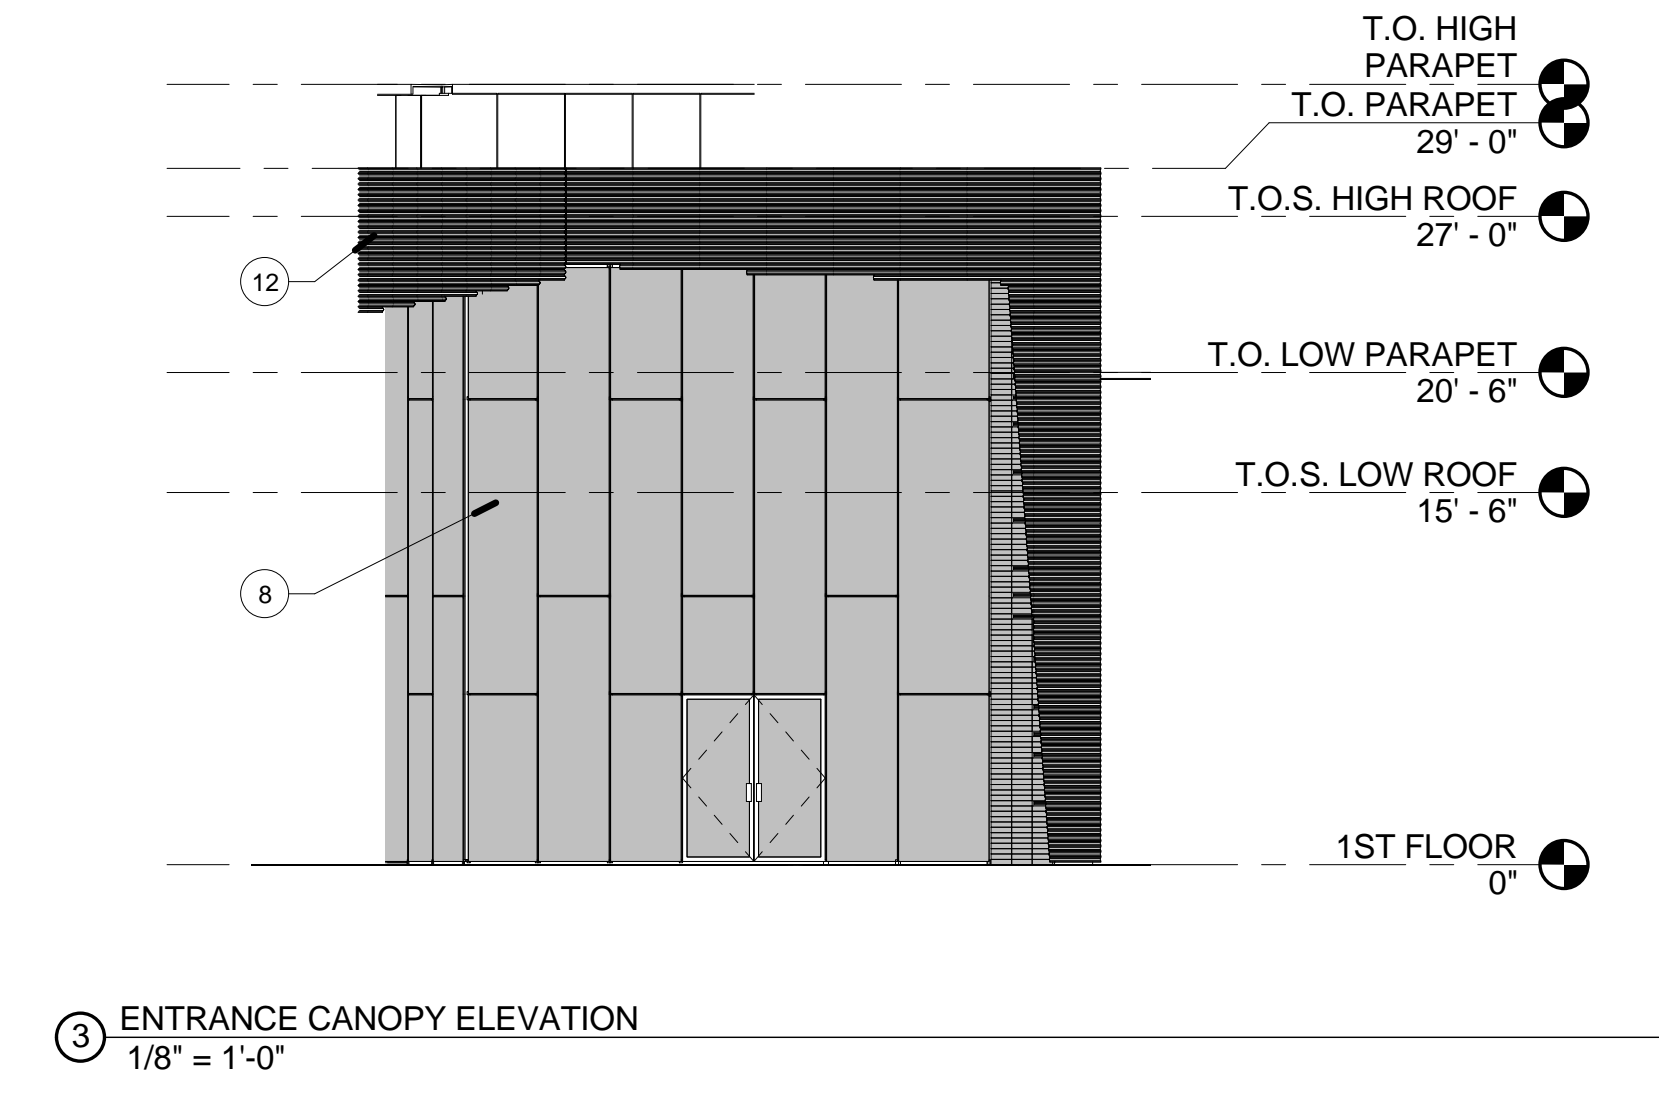 T.O. HIGH
PARAPET
T.O. PARAPET
29' - 0"
T.O.S. HIGH ROOF
27' - 0"
12
T.O. LOW PARAPET
20' - 6"
T.O.S. LOW ROOF
15' - 6"
8
1ST FLOOR
0"
3 ENTRANCE CANOPY ELEVATION
1/8" = 1'-0"